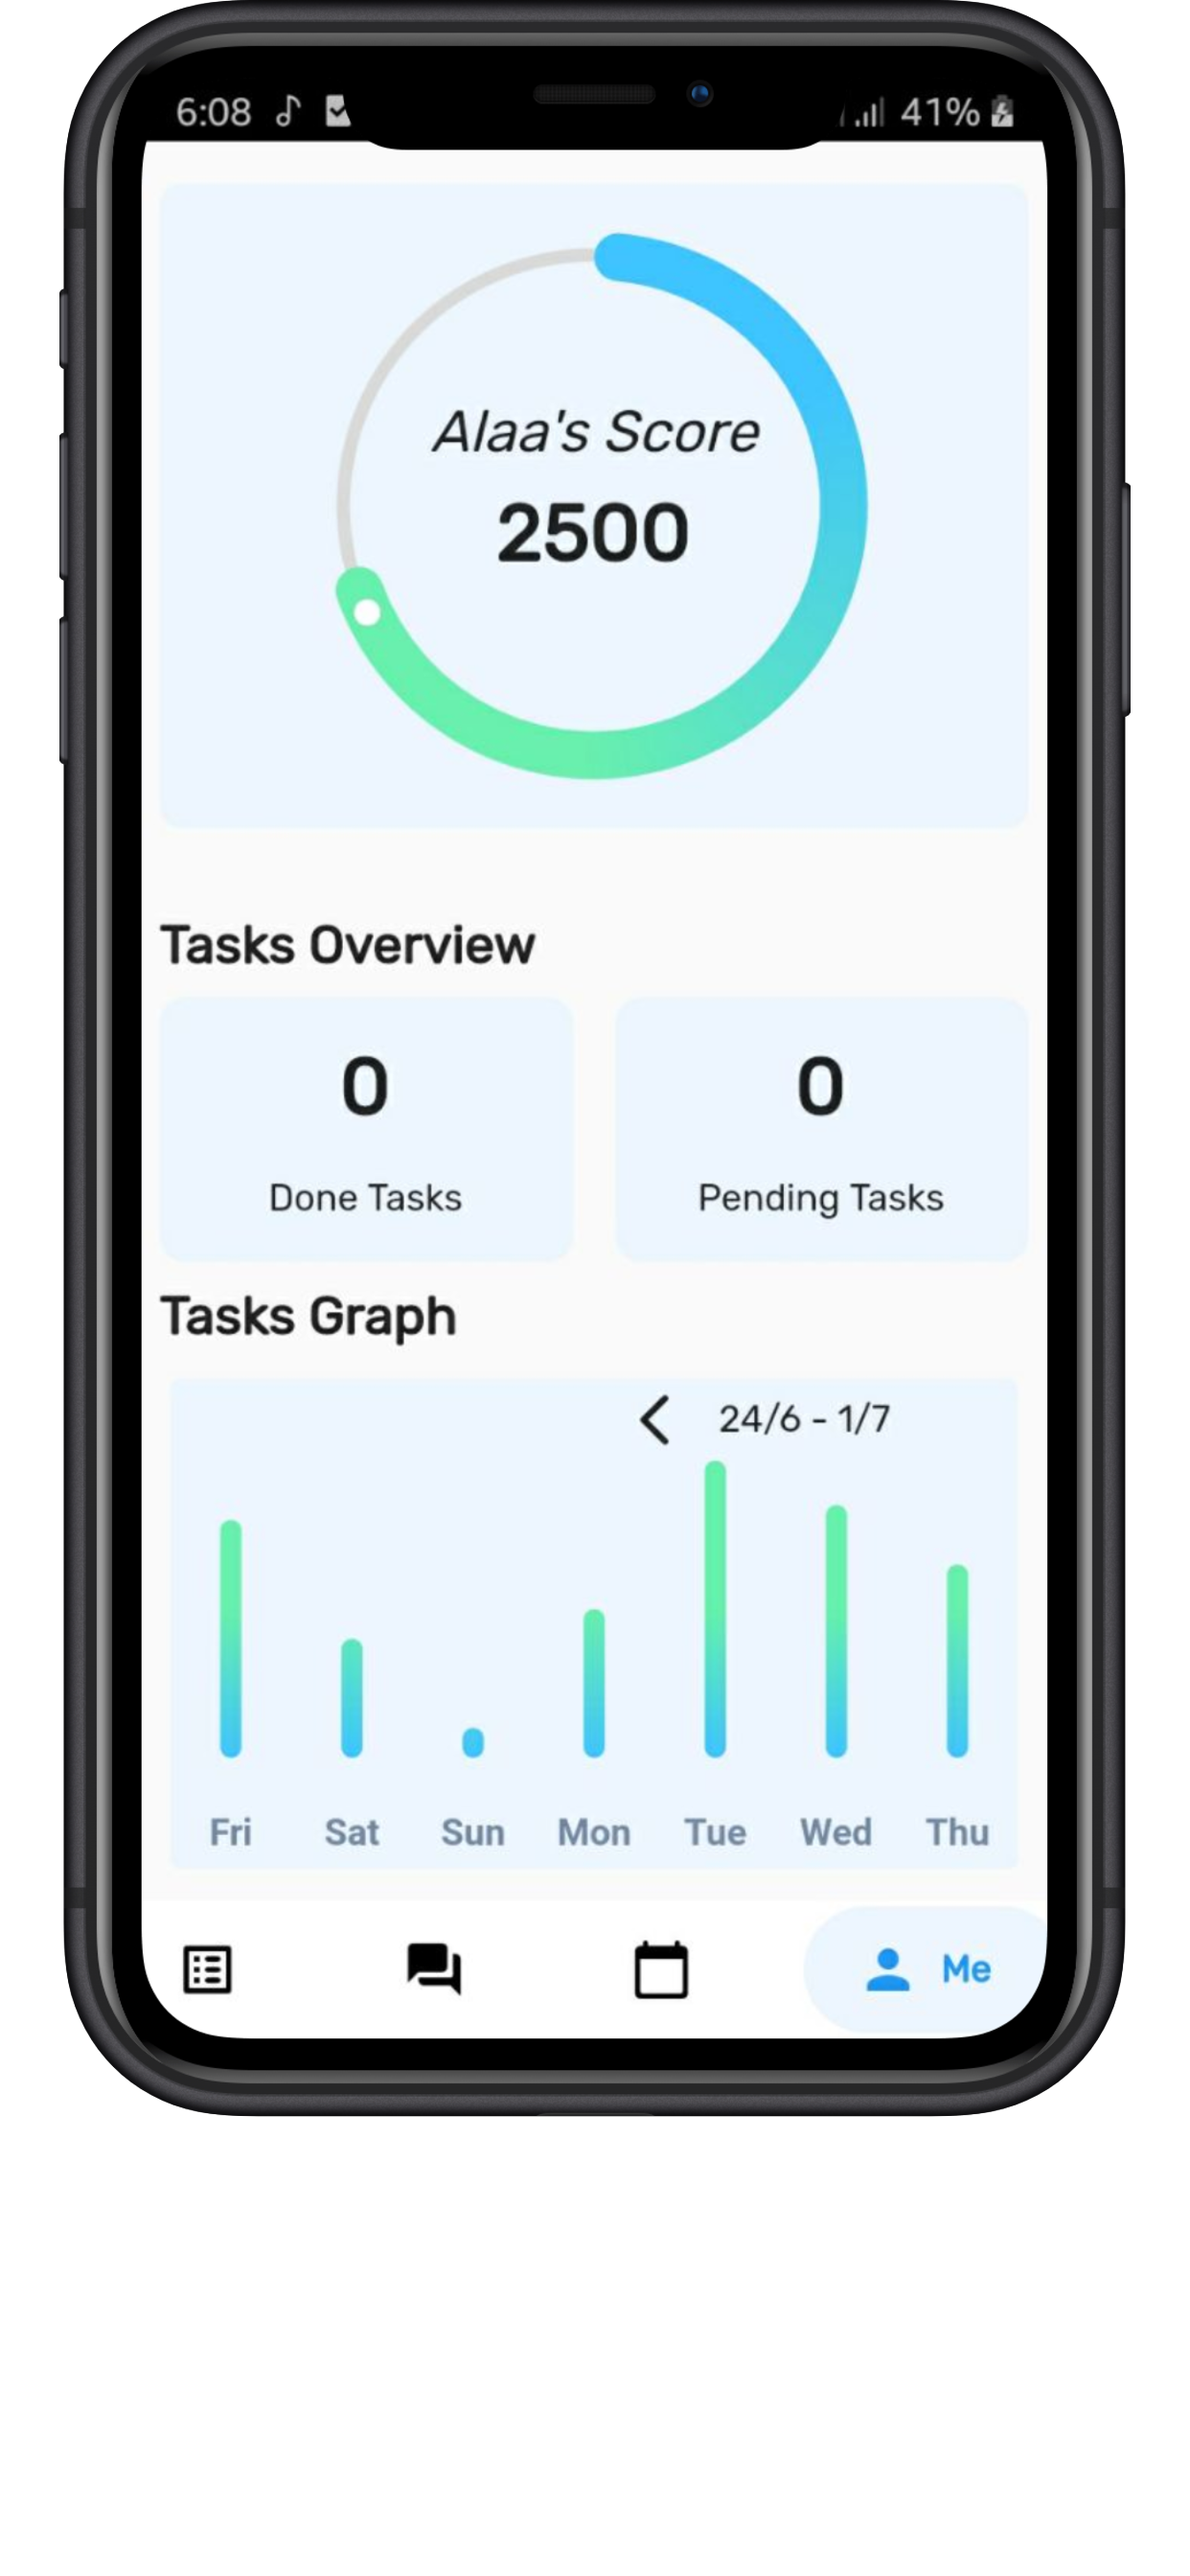 6:08 41%
Alaa's Score
2500
Tasks Overview
0 0
Done Tasks Pending Tasks
Tasks Graph
24/6 - 1/7
Fri Sat Sun Mon Tue Wed Thu
Me